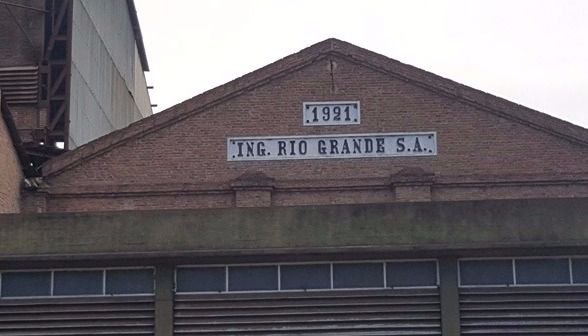 1921
ING. RIO GRANDE S.A.